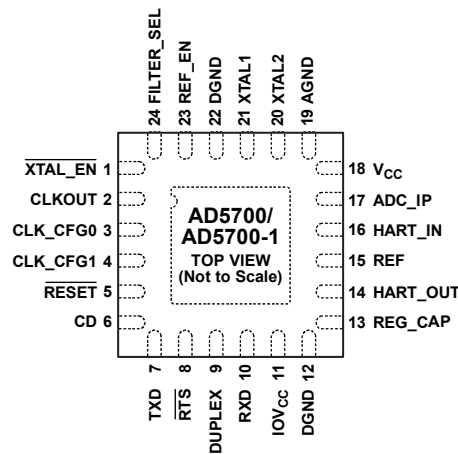 24 FILTER_SEL
23 REF_EN
22 DGND
21 XTAL1
20 XTAL2
19 AGND
XTAL_EN 1
CLKOUT 2
CLK_CFG0 3
CLK_CFG1 4
RESET 5
CD 6
AD5700/
AD5700-1
TOP VIEW
(Not to Scale)
18 VCC
17 ADC_IP
16 HART_IN
15 REF
14 HART_OUT
13 REG_CAP
TXD 7
RTS 8
DUPLEX 9
RXD 10
IOVCC 11
DGND 12